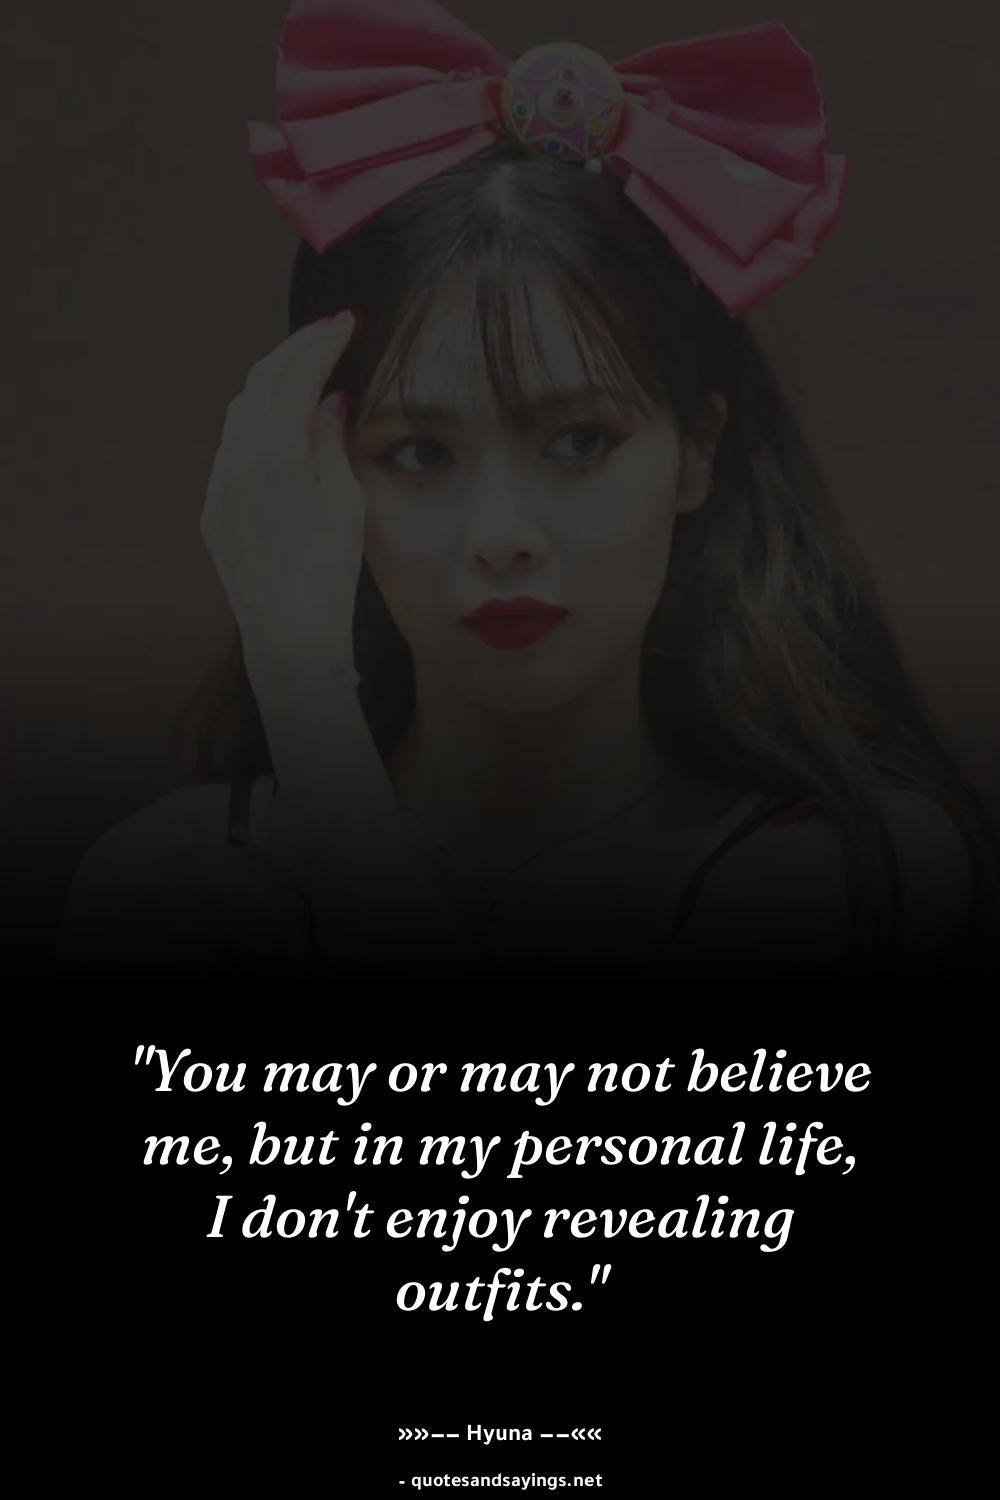 "You may or may not believe
me, but in my personal life,
I don't enjoy revealing
outfits."
»»–– Hyuna ––««
- quotesandsayings.net